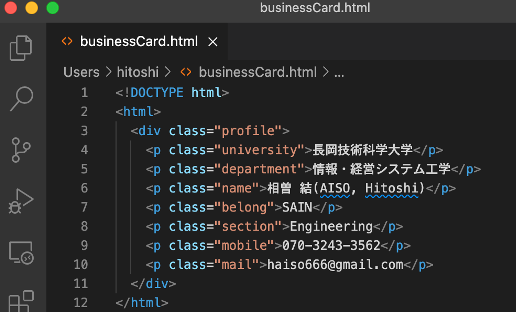 businessCard.html
businessCard.html ×
Users > hitoshi > businessCard.html > ...
1 <!DOCTYPE html>
2 <html>
3 <div class="profile">
4 <p class="university">長岡技術科学大学</p>
5 <p class="department">情報・経営システム工学</p>
6 <p class="name">相曽 結(AISO, Hitoshi)</p>
7 <p class="belong">SAIN</p>
8 <p class="section">Engineering</p>
9 <p class="mobile">070-3243-3562</p>
10 <p class="mail">haiso666@gmail.com</p>
11 </div>
12 </html>